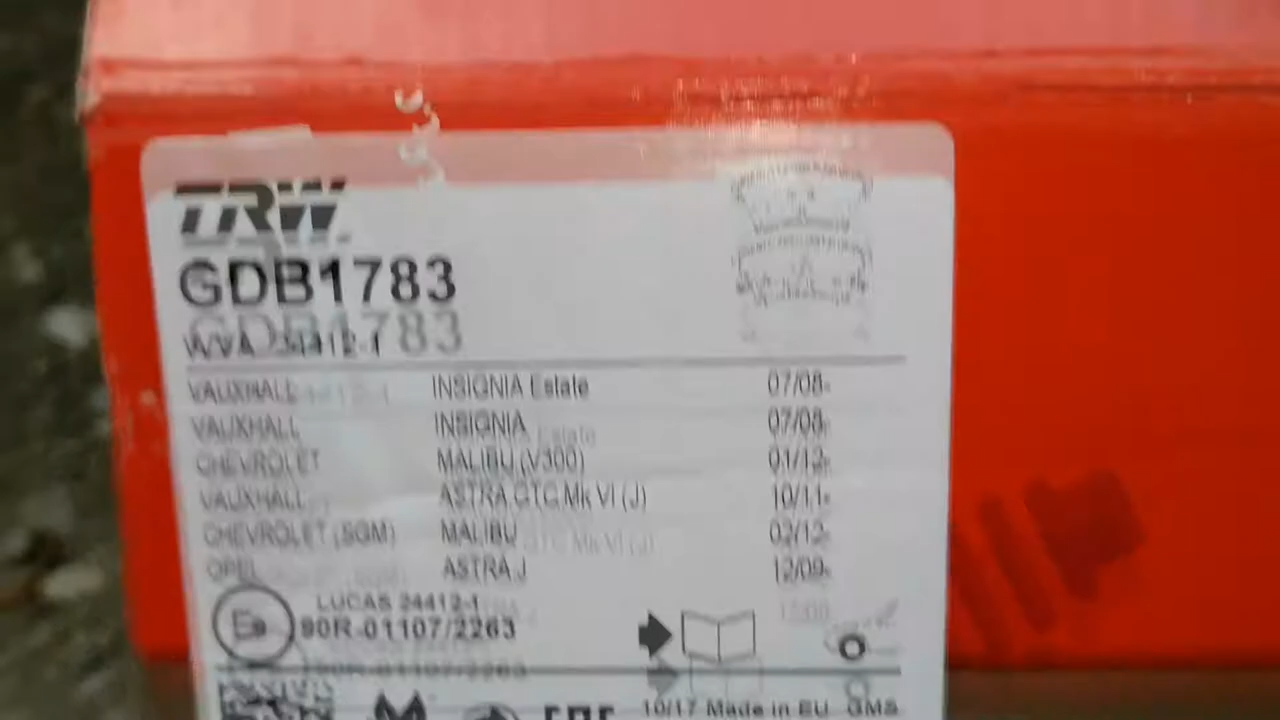 TRW
GDB1783
WVA 24412-1
VAUXHALL INSIGNIA Estate 07/08-
VAUXHALL INSIGNIA 07/08-
CHEVROLET MALIBU (V300) 01/12-
VAUXHALL ASTRA GTC Mk VI (J) 10/11-
CHEVROLET (SGM) MALIBU 02/12-
OPEL ASTRA J 12/09-
LUCAS 24412-1
90R-01107/2263
10/17 Made in EU GMS